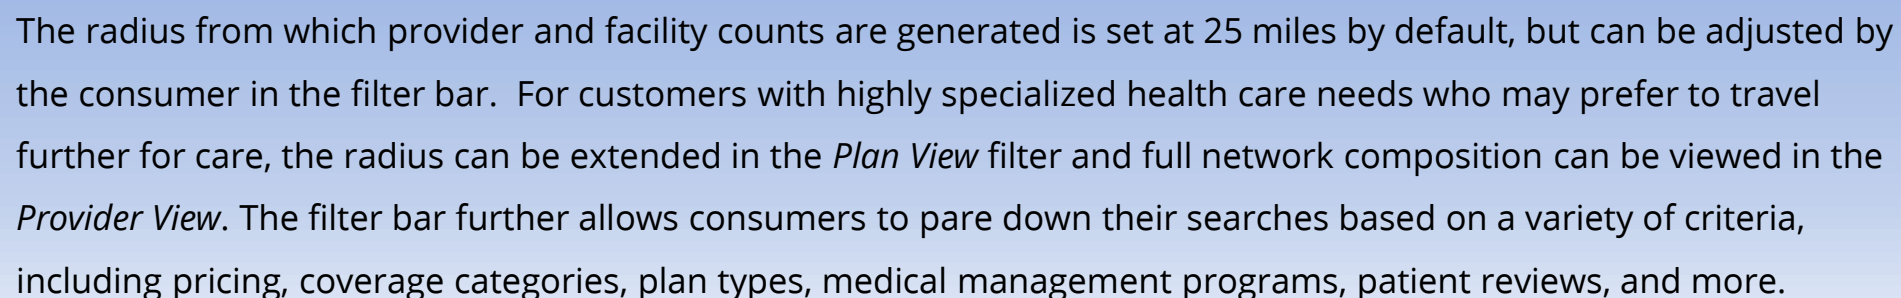 The radius from which provider and facility counts are generated is set at 25 miles by default, but can be adjusted by
the consumer in the filter bar.  For customers with highly specialized health care needs who may prefer to travel
further for care, the radius can be extended in the Plan View filter and full network composition can be viewed in the
Provider View. The filter bar further allows consumers to pare down their searches based on a variety of criteria,
including pricing, coverage categories, plan types, medical management programs, patient reviews, and more.